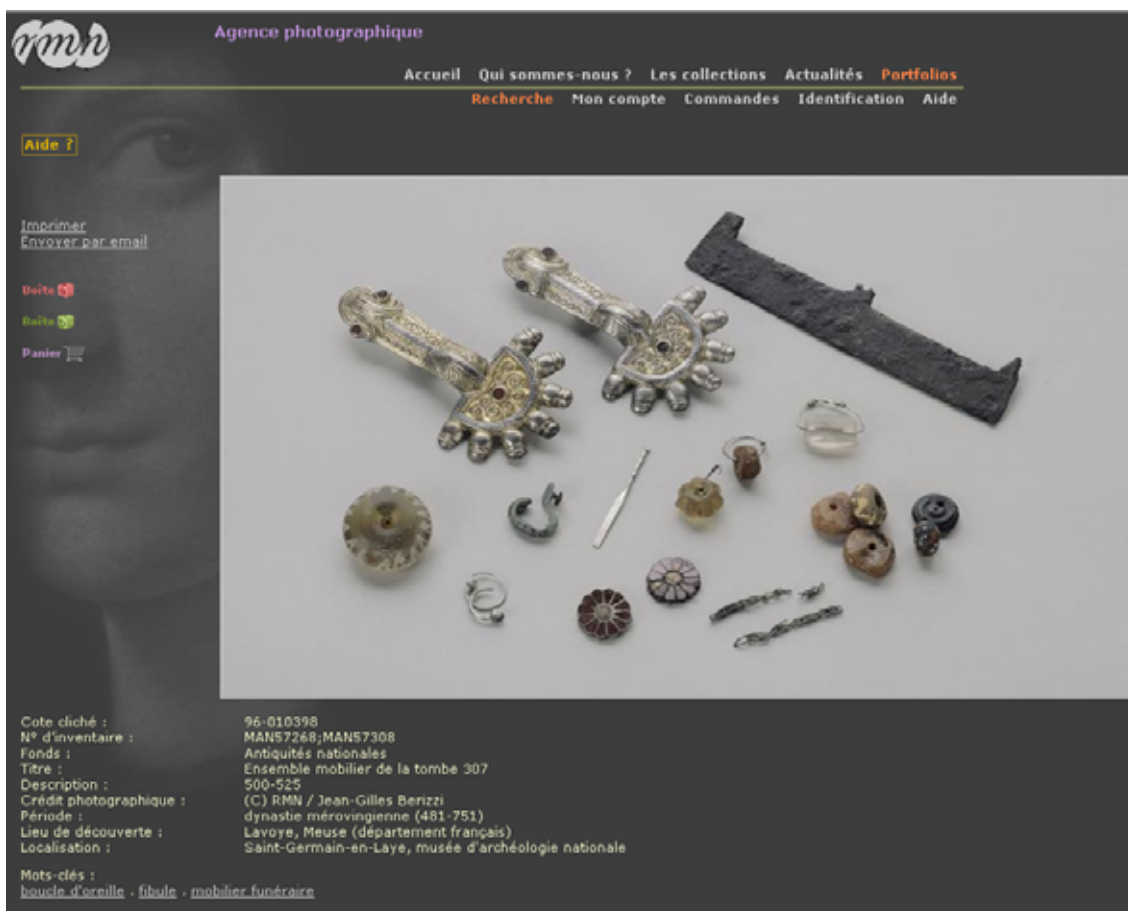 rmn
Agence photographique
Accueil Qui sommes-nous ? Les collections Actualités Portfolios
Recherche Mon compte Commandes Identification Aide
Aide ?
Imprimer
Envoyer par email
Boîte
Boîte
Panier
Cote cliché : 96-010398
N° d'inventaire : MAN57268;MAN57308
Fonds : Antiquités nationales
Titre : Ensemble mobilier de la tombe 307
Description : 500-525
Crédit photographique : (C) RMN / Jean-Gilles Berizzi
Période : dynastie mérovingienne (481-751)
Lieu de découverte : Lavoye, Meuse (département français)
Localisation : Saint-Germain-en-Laye, musée d'archéologie nationale
Mots-clés :
boucle d'oreille . fibule . mobilier funéraire